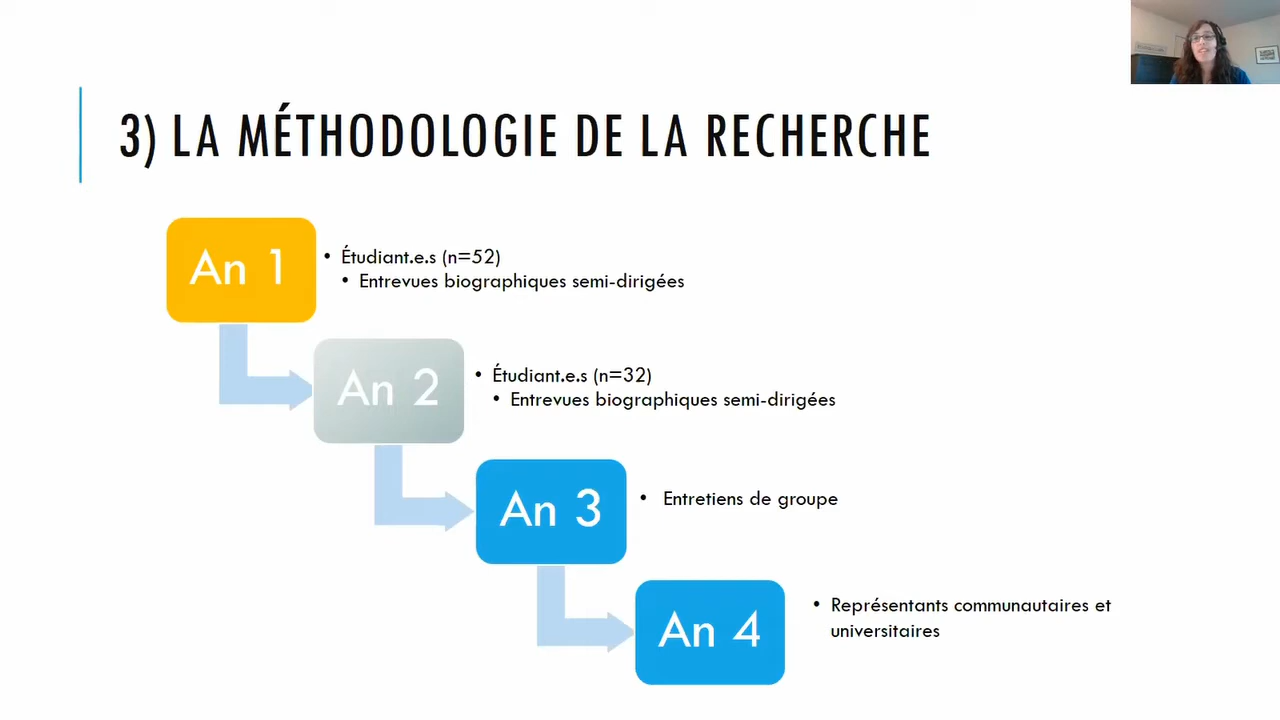 3) LA MÉTHODOLOGIE DE LA RECHERCHE
An 1
• Étudiant.e.s (n=52)
• Entrevues biographiques semi-dirigées
An 2
• Étudiant.e.s (n=32)
• Entrevues biographiques semi-dirigées
An 3
• Entretiens de groupe
An 4
• Représentants communautaires et
universitaires